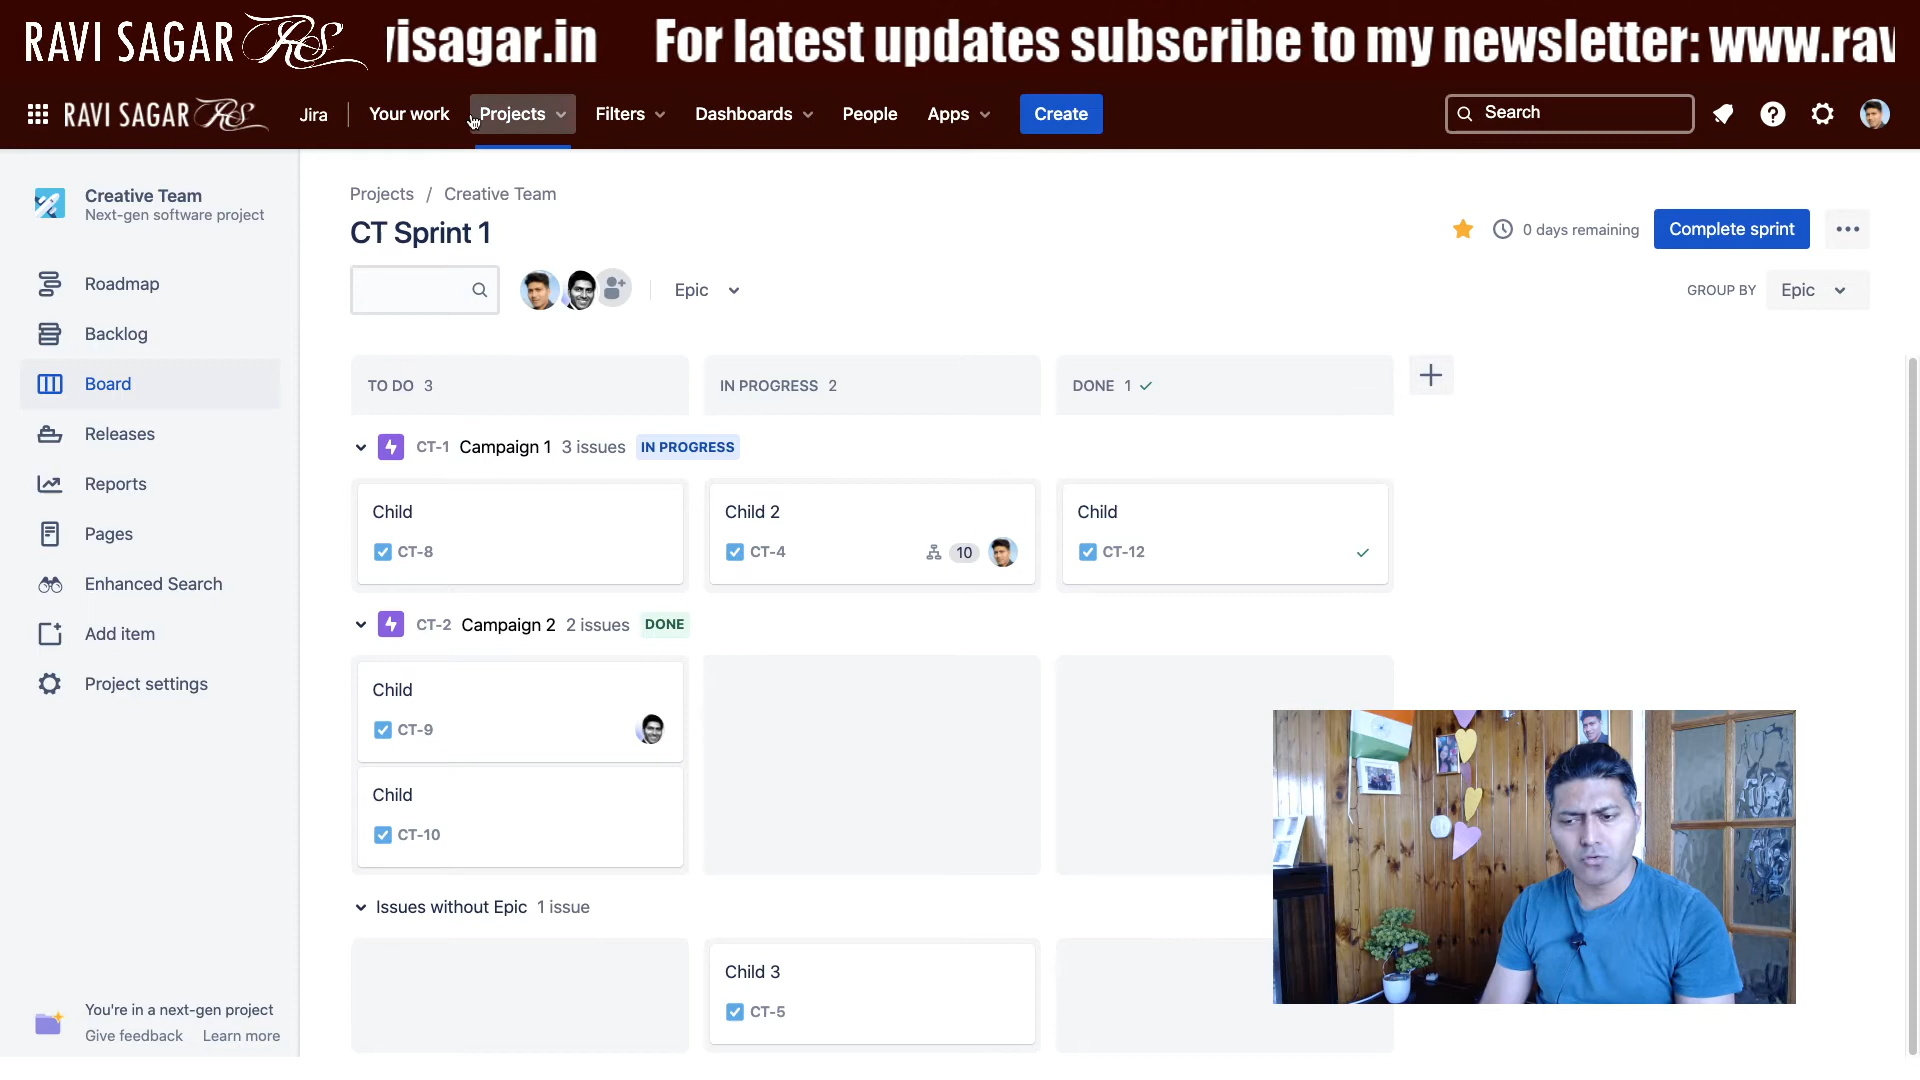 RAVI SAGAR RS risagar.in For latest updates subscribe to my newsletter: www.rav
RAVI SAGAR RS Jira Your work Projects Filters Dashboards People Apps Create Search
Creative Team
Next-gen software project
Roadmap
Backlog
Board
Releases
Reports
Pages
Enhanced Search
Add item
Project settings
You're in a next-gen project
Give feedback Learn more
Projects / Creative Team
CT Sprint 1
0 days remaining Complete sprint
Epic
GROUP BY Epic
TO DO 3 IN PROGRESS 2 DONE 1
CT-1 Campaign 1 3 issues IN PROGRESS
Child
CT-8
Child 2
CT-4 10
Child
CT-12
CT-2 Campaign 2 2 issues DONE
Child
CT-9
Child
CT-10
Issues without Epic 1 issue
Child 3
CT-5